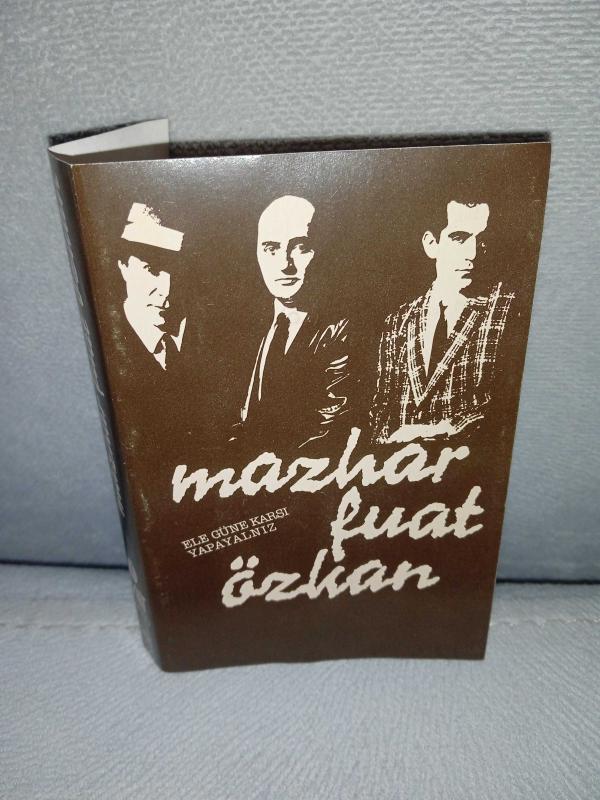 mazhar
fuat
özkan
ELE GÜNE KARŞI
YAPAYALNIZ